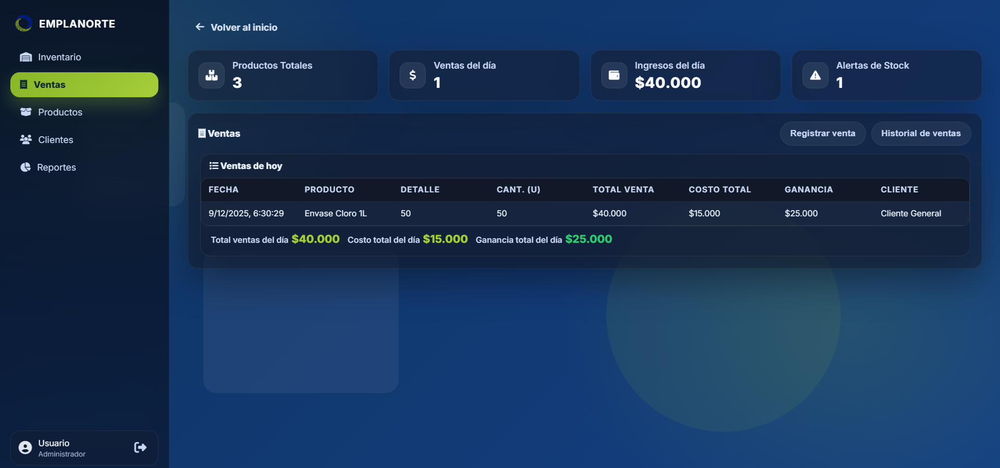 EMPLANORTE
Inventario
Ventas
Productos
Clientes
Reportes
Usuario
Administrador
Volver al inicio
Productos Totales
3
Ventas del día
1
Ingresos del día
$40.000
Alertas de Stock
1
Ventas
Registrar venta
Historial de ventas
Ventas de hoy
FECHA PRODUCTO DETALLE CANT. (U) TOTAL VENTA COSTO TOTAL GANANCIA CLIENTE
9/12/2025, 6:30:29 Envase Cloro 1L 50 50 $40.000 $15.000 $25.000 Cliente General
Total ventas del día $40.000 Costo total del día $15.000 Ganancia total del día $25.000